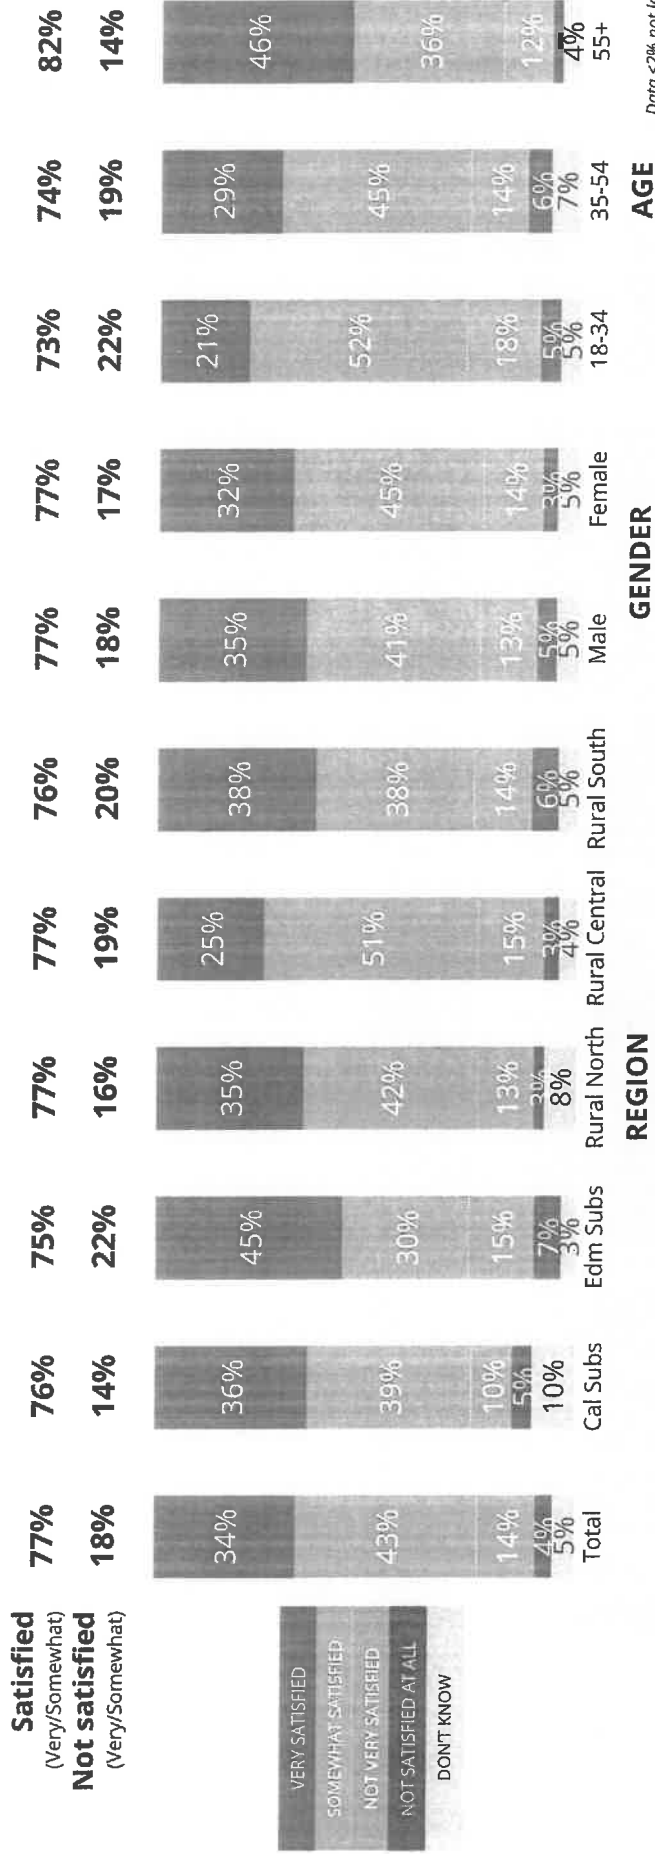 Satisfied 77% 76% 75% 77% 77% 76% 77% 77% 73% 74% 82%
(Very/Somewhat)
Not satisfied 18% 14% 22% 16% 19% 20% 18% 17% 22% 19% 14%
(Very/Somewhat)
VERY SATISFIED
SOMEWHAT SATISFIED
NOT VERY SATISFIED
NOT SATISFIED AT ALL
DON'T KNOW
34% 36% 45% 35% 25% 38% 35% 32% 21% 29% 46%
43% 39% 30% 42% 51% 38% 41% 45% 52% 45% 36%
14% 10% 15% 13% 15% 14% 13% 14% 18% 14% 12%
4% 5% 7% 3% 3% 6% 5% 3% 5% 6%
5% 10% 3% 8% 4% 5% 5% 5% 5% 7% 4%
Total Cal Subs Edm Subs Rural North Rural Central Rural South Male Female 18-34 35-54 55+
REGION GENDER AGE
Data <2% not